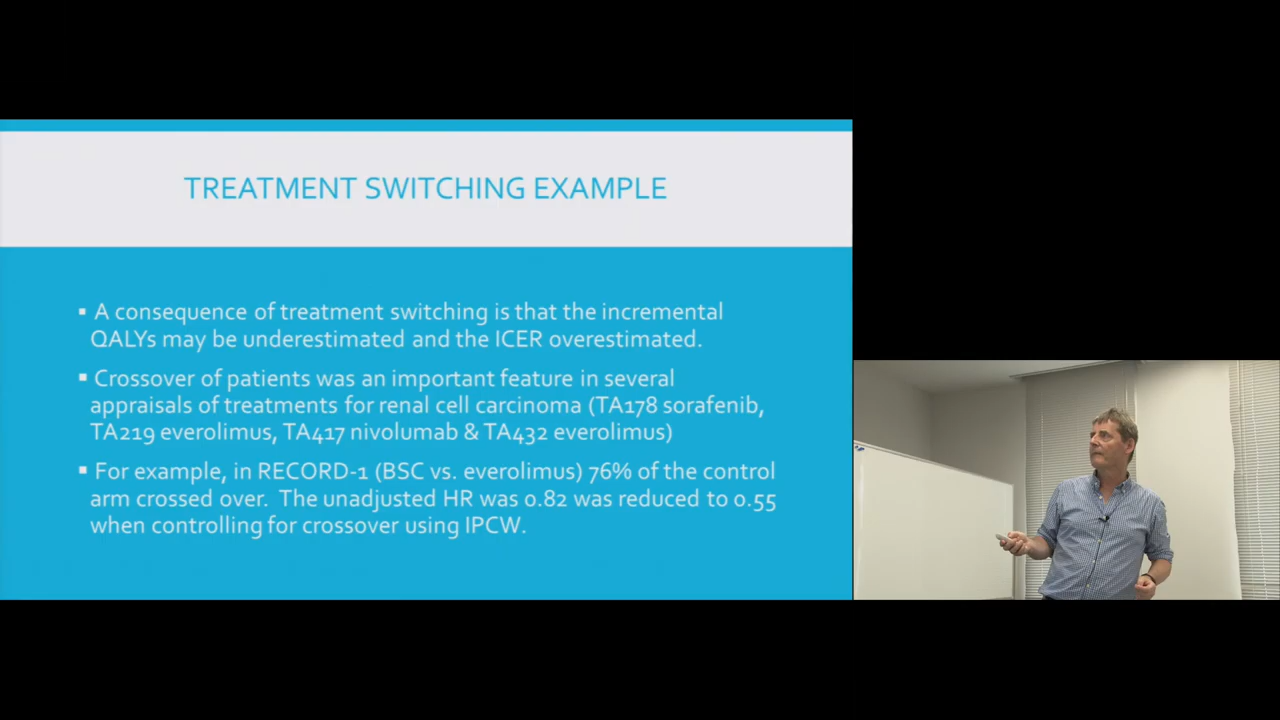 TREATMENT SWITCHING EXAMPLE
▪ A consequence of treatment switching is that the incremental
QALYs may be underestimated and the ICER overestimated.
▪ Crossover of patients was an important feature in several
appraisals of treatments for renal cell carcinoma (TA178 sorafenib,
TA219 everolimus, TA417 nivolumab & TA432 everolimus)
▪ For example, in RECORD-1 (BSC vs. everolimus) 76% of the control
arm crossed over. The unadjusted HR was 0.82 was reduced to 0.55
when controlling for crossover using IPCW.